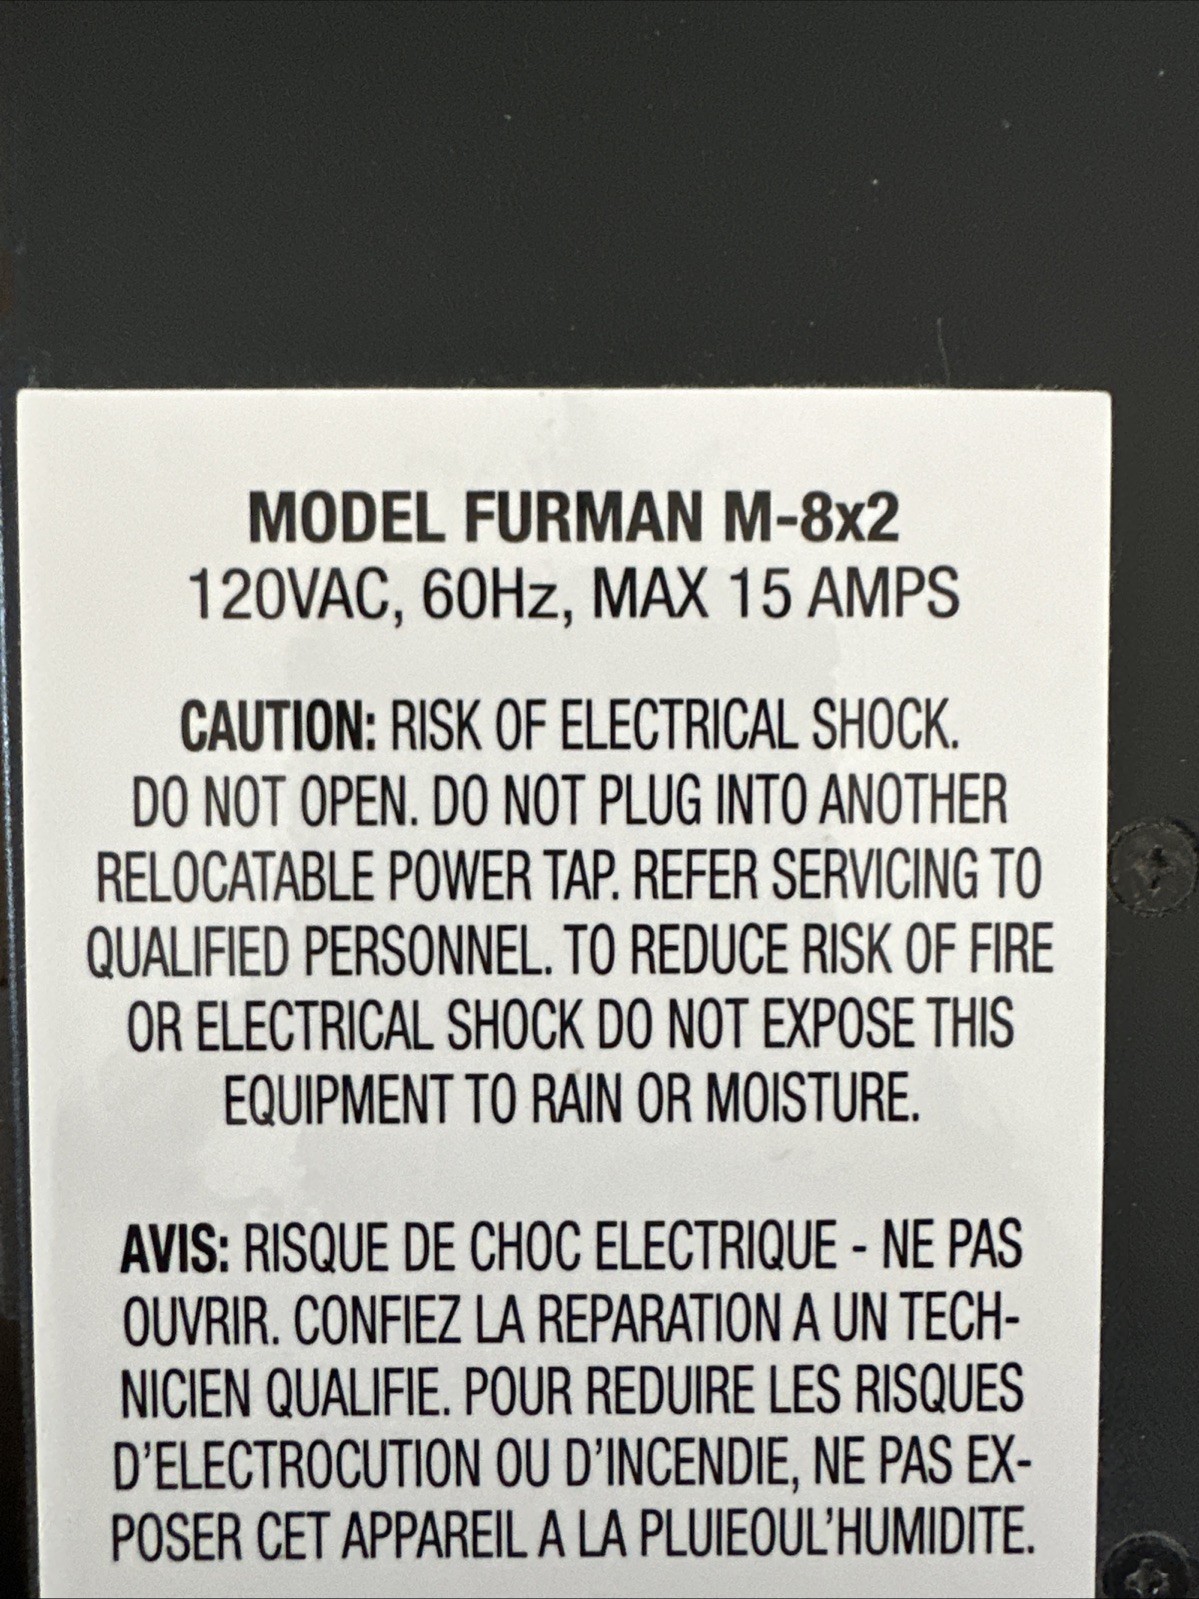 MODEL FURMAN M-8x2
120VAC, 60Hz, MAX 15 AMPS
CAUTION: RISK OF ELECTRICAL SHOCK.
DO NOT OPEN. DO NOT PLUG INTO ANOTHER
RELOCATABLE POWER TAP. REFER SERVICING TO
QUALIFIED PERSONNEL. TO REDUCE RISK OF FIRE
OR ELECTRICAL SHOCK DO NOT EXPOSE THIS
EQUIPMENT TO RAIN OR MOISTURE.
AVIS: RISQUE DE CHOC ELECTRIQUE - NE PAS
OUVRIR. CONFIEZ LA REPARATION A UN TECH-
NICIEN QUALIFIE. POUR REDUIRE LES RISQUES
D'ELECTROCUTION OU D'INCENDIE, NE PAS EX-
POSER CET APPAREIL A LA PLUIEOUL'HUMIDITE.